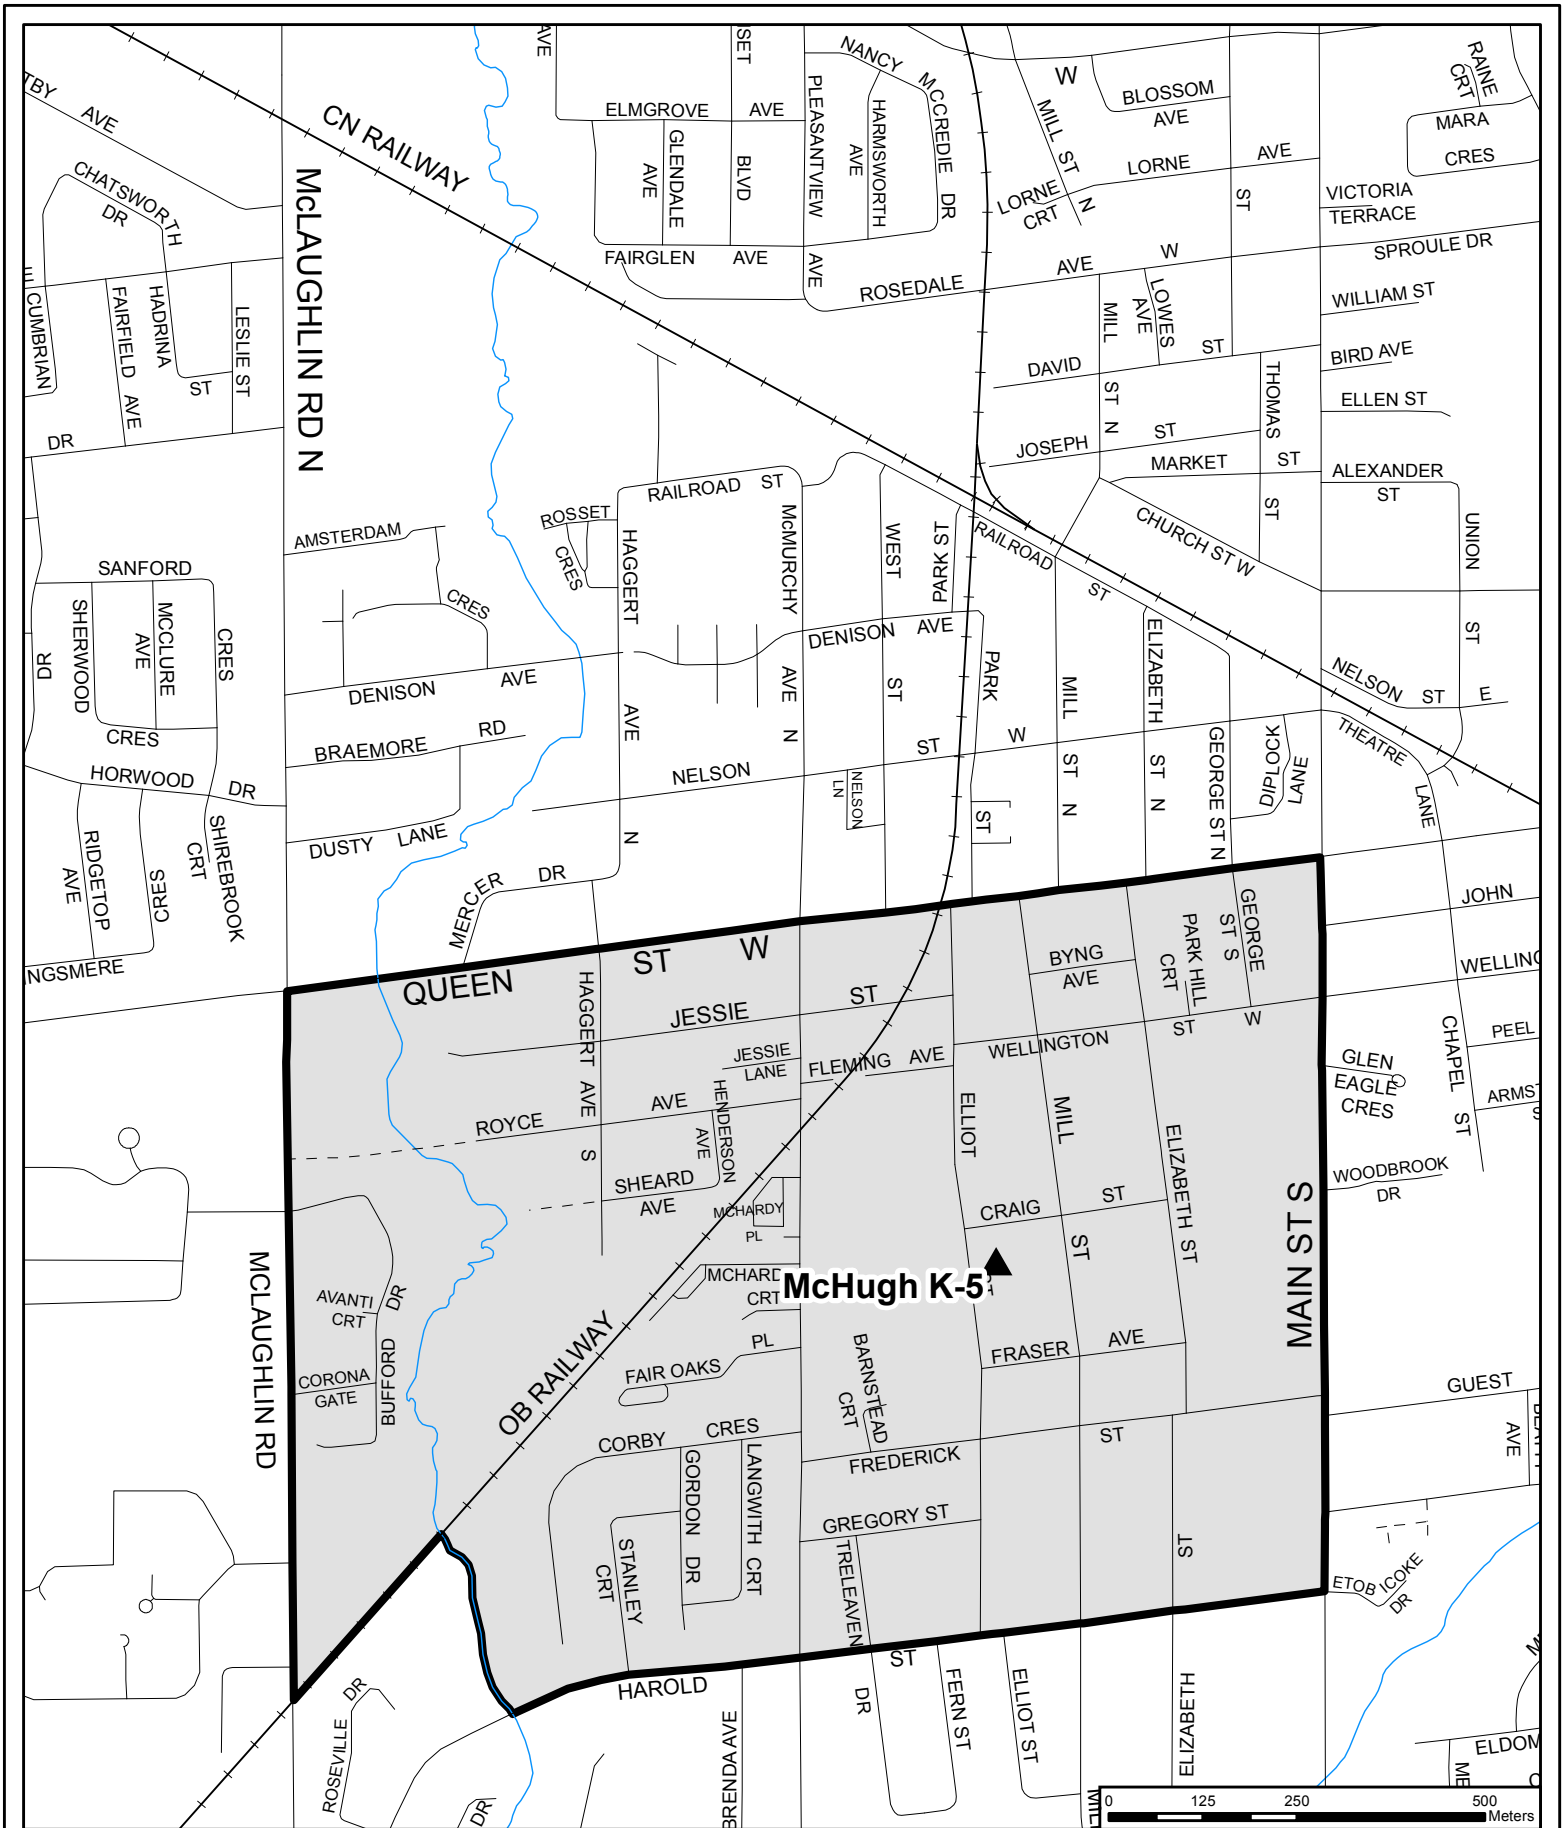 TBY
AVE
CN RAILWAY
AVE
SET
BLVD
ELMGROVE AVE
GLENDALE
AVE
PLEASANTVIEW
AVE
NANCY MCCREDIE DR
HARMSWORTH
AVE
FAIRGLEN AVE
W
MILL ST N
BLOSSOM
AVE
LORNE AVE
LORNE
CRT
ST
RAINE
CRT
MARA
CRES
VICTORIA
TERRACE
SPROULE DR
CHATSWORTH
DR
McLAUGHLIN RD N
CUMBRIAN
FAIRFIELD AVE
HADRINA
ST
LESLIE ST
DR
ROSEDALE AVE W
WILLIAM ST
LOWES
AVE
MILL ST N
DAVID ST
BIRD AVE
THOMAS
ST
ELLEN ST
JOSEPH ST
MARKET ST
ALEXANDER
ST
CHURCH ST W
UNION
ST
RAILROAD ST
McMURCHY
AVE N
ROSSET
CRES
HAGGERT
AVE
N
WEST
ST
PARK ST
RAILROAD
ST
AMSTERDAM
CRES
SANFORD
CRES
SHERWOOD
MCCLURE
AVE
CRES
DR
DENISON AVE
DENISON AVE
PARK
ST
MILL
ST N
ELIZABETH
ST N
GEORGE ST N
NELSON ST E
BRAEMORE RD
NELSON ST W
NELSON
LN
DIPLOCK
LANE
THEATRE
LANE
HORWOOD DR
RIDGETOP
AVE
CRES
SHIREBROOK
CRT
DUSTY LANE
MERCER DR
INGSMERE
JOHN
QUEEN ST W
HAGGERT AVE S
JESSIE ST
JESSIE
LANE
FLEMING AVE
BYNG
AVE
PARK HILL
CRT
GEORGE
ST S
WELLINGTON ST W
WELLING
CHAPEL ST
PEEL
GLEN
EAGLE
CRES
ARMST
S
ROYCE AVE
HENDERSON
AVE
SHEARD
AVE
ELLIOT
MILL
ST
ELIZABETH ST
WOODBROOK
DR
MCHARDY
PL
CRAIG ST
MCLAUGHLIN RD
MAIN ST S
AVANTI
CRT
BUFFORD DR
CORONA
GATE
MCHARD
CRT
McHugh K-5
OB RAILWAY
FAIR OAKS PL
BARNSTEAD
CRT
FRASER AVE
GUEST
AVE
CORBY CRES
GORDON DR
LANGWITH CRT
STANLEY
CRT
FREDERICK ST
GREGORY ST
TRELEAVEN
DR
ST
ETOBICOKE
DR
HAROLD ST
ROSEVILLE DR
DR
BRENDA AVE
FERN ST
ELLIOT ST
ELIZABETH
ELDOM
ME
0 125 250 500
Meters